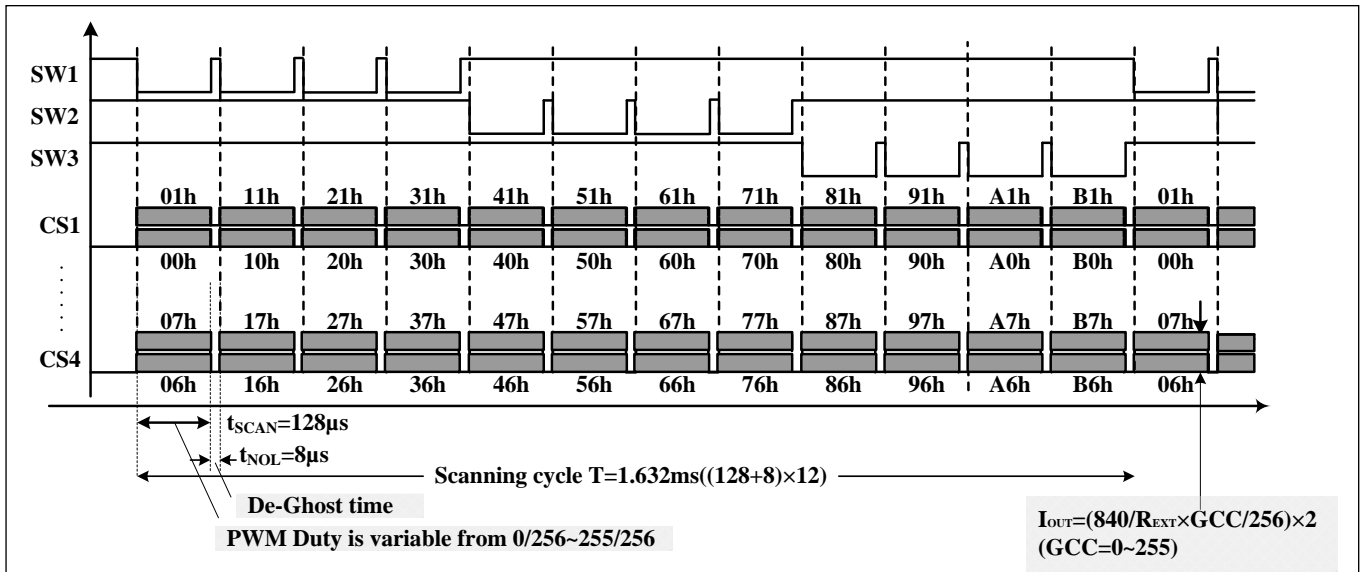 SW1
SW2
SW3
01h 11h 21h 31h 41h 51h 61h 71h 81h 91h A1h B1h 01h
CS1
00h 10h 20h 30h 40h 50h 60h 70h 80h 90h A0h B0h 00h
07h 17h 27h 37h 47h 57h 67h 77h 87h 97h A7h B7h 07h
CS4
06h 16h 26h 36h 46h 56h 66h 76h 86h 96h A6h B6h 06h
tSCAN=128µs
tNOL=8µs
Scanning cycle T=1.632ms((128+8)×12)
De-Ghost time
PWM Duty is variable from 0/256~255/256
IOUT=(840/REXT×GCC/256)×2
(GCC=0~255)